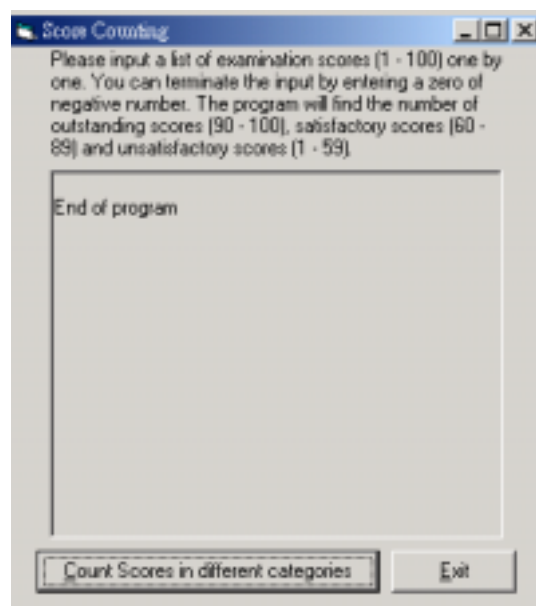 Score Counting
Please input a list of examination scores (1 - 100) one by
one. You can terminate the input by entering a zero of
negative number. The program will find the number of
outstanding scores (90 - 100), satisfactory scores (60 -
89) and unsatisfactory scores (1 - 59).
End of program
Count Scores in different categories
Exit